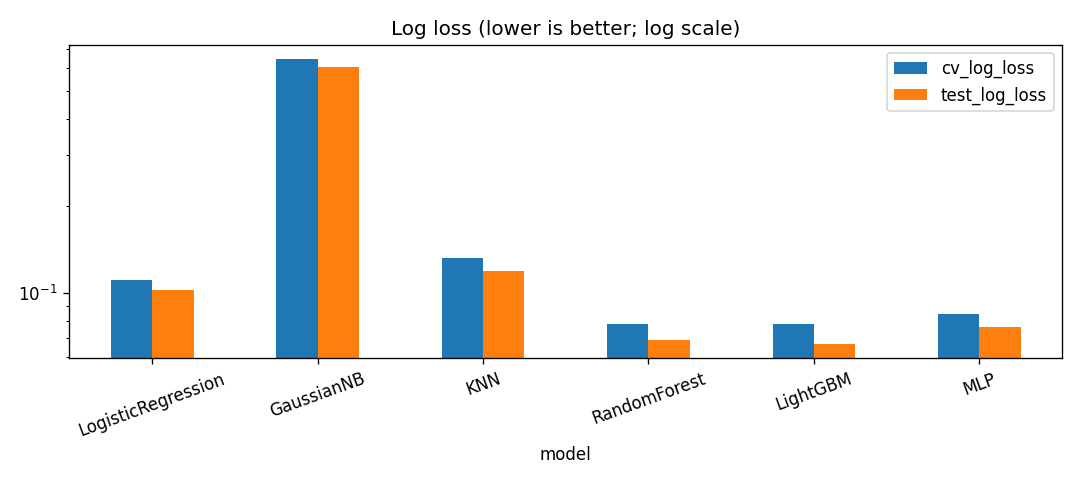 Log loss (lower is better; log scale)
cv_log_loss
test_log_loss
10⁻¹
LogisticRegression
GaussianNB
KNN
RandomForest
LightGBM
MLP
model